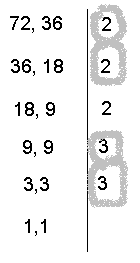 72, 36 2
36, 18 2
18, 9 2
9, 9 3
3,3 3
1,1